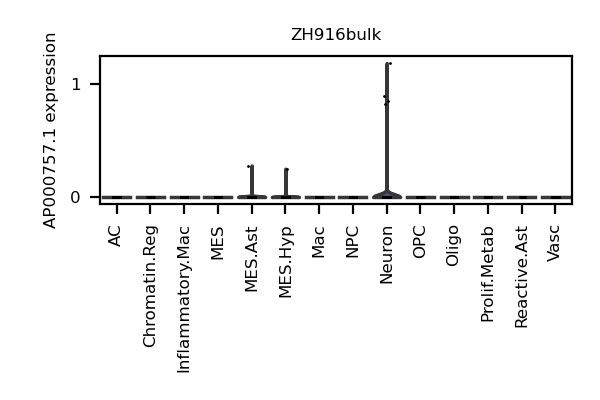 ZH916bulk
AP000757.1 expression
1
0
AC
Chromatin.Reg
Inflammatory.Mac
MES
MES.Ast
MES.Hyp
Mac
NPC
Neuron
OPC
Oligo
Prolif.Metab
Reactive.Ast
Vasc